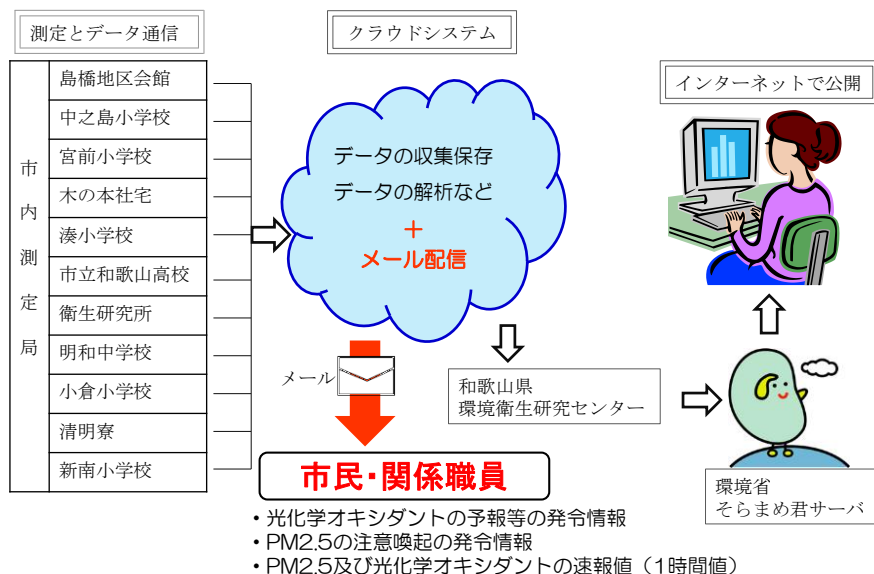 測定とデータ通信
クラウドシステム
市内測定局
島橋地区会館
中之島小学校
宮前小学校
木の本社宅
湊小学校
市立和歌山高校
衛生研究所
明和中学校
小倉小学校
清明寮
新南小学校
データの収集保存
データの解析など
+
メール配信
インターネットで公開
メール
和歌山県
環境衛生研究センター
環境省
そらまめ君サーバ
市民・関係職員
・光化学オキシダントの予報等の発令情報
・PM2.5の注意喚起の発令情報
・PM2.5及び光化学オキシダントの速報値（1時間値）